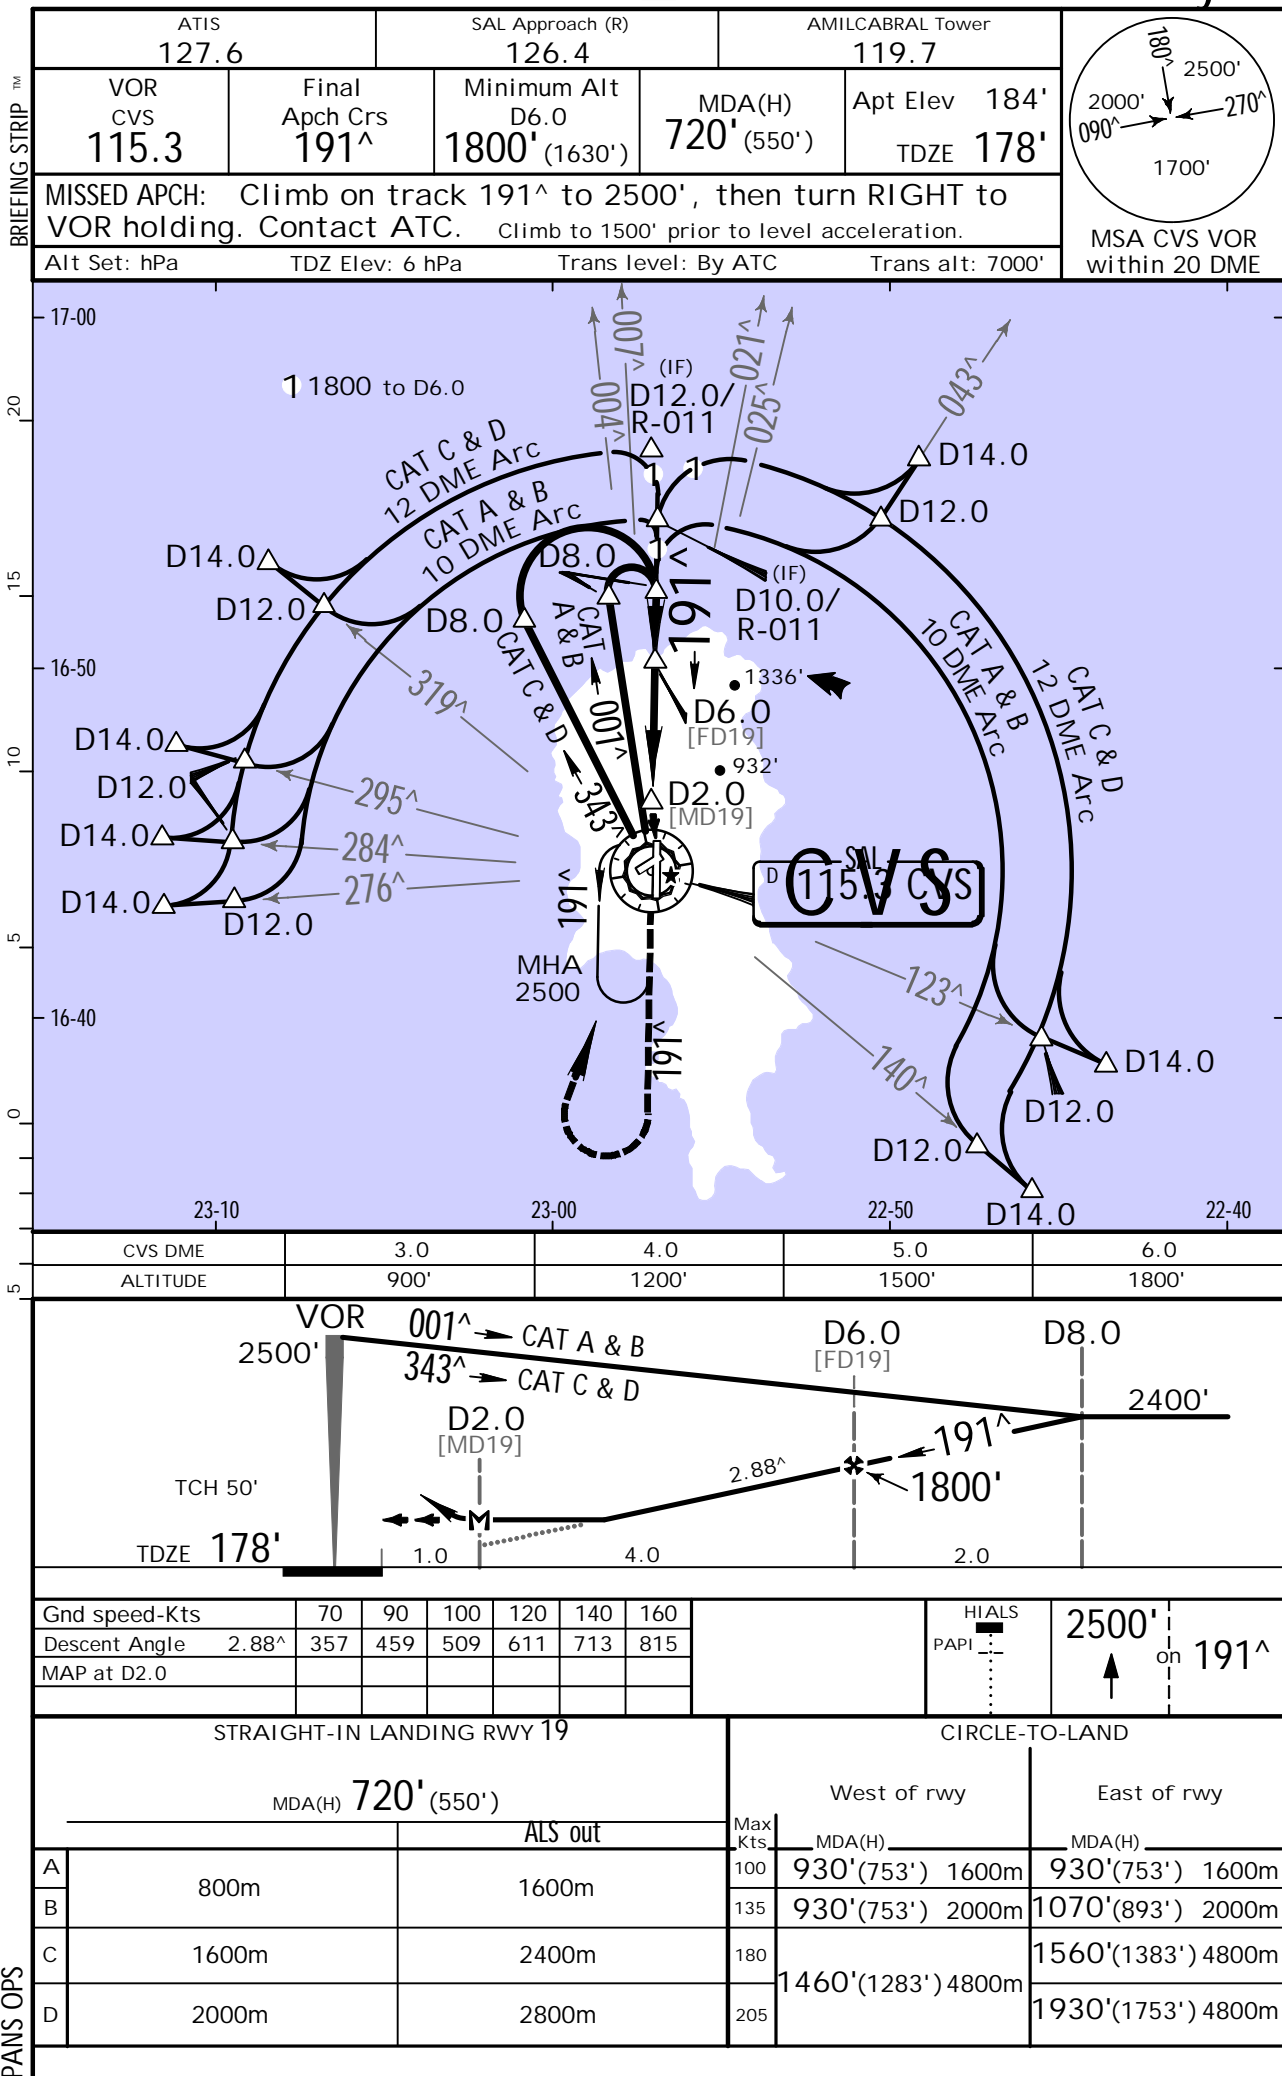 BRIEFING STRIP ™
ATIS
127.6
SAL Approach (R)
126.4
AMILCABRAL Tower
119.7
VOR
CVS
115.3
Final
Apch Crs
191^
Minimum Alt
D6.0
1800' (1630')
MDA(H)
720' (550')
Apt Elev 184'
TDZE 178'
MISSED APCH: Climb on track 191^ to 2500', then turn RIGHT to
VOR holding. Contact ATC. Climb to 1500' prior to level acceleration.
Alt Set: hPa TDZ Elev: 6 hPa Trans level: By ATC Trans alt: 7000'
180^
2500'
2000'
270^
090^
1700'
MSA CVS VOR
within 20 DME
17-00
1 1800 to D6.0
004^
007^
(IF)
D12.0/
R-011
021^
025^
043^
20
CAT C & D
12 DME Arc
CAT A & B
10 DME Arc
1
1
D14.0
D12.0
D14.0
D12.0
D8.0
D8.0
1
191^
(IF)
D10.0/
R-011
15
CAT C & D
CAT
A & B
CAT A & B
10 DME Arc
CAT C & D
12 DME Arc
16-50
319^
001^
343^
1336'
D6.0
[FD19]
932'
D2.0
[MD19]
D14.0
D12.0
D14.0
D14.0
D12.0
10
295^
284^
276^
191^
SAL
D 115.3 CVS
CVS
5
MHA
2500
123^
16-40
191^
140^
D14.0
D12.0
D12.0
D14.0
0
23-10
23-00
22-50
22-40
5
CVS DME 3.0 4.0 5.0 6.0
ALTITUDE 900' 1200' 1500' 1800'
VOR
2500'
001^ CAT A & B
343^ CAT C & D
D6.0
[FD19]
D8.0
2400'
D2.0
[MD19]
191^
2.88^
1800'
TCH 50'
M
TDZE 178'
1.0 4.0 2.0
Gnd speed-Kts 70 90 100 120 140 160
Descent Angle 2.88^ 357 459 509 611 713 815
MAP at D2.0
HIALS
PAPI
2500'
on 191^
STRAIGHT-IN LANDING RWY 19
CIRCLE-TO-LAND
MDA(H) 720' (550')
ALS out
West of rwy
East of rwy
Max
Kts
MDA(H)
MDA(H)
A 800m 1600m 100 930'(753') 1600m 930'(753') 1600m
B 135 930'(753') 2000m 1070'(893') 2000m
C 1600m 2400m 180 1460'(1283') 4800m 1560'(1383') 4800m
D 2000m 2800m 205 1930'(1753') 4800m
PANS OPS